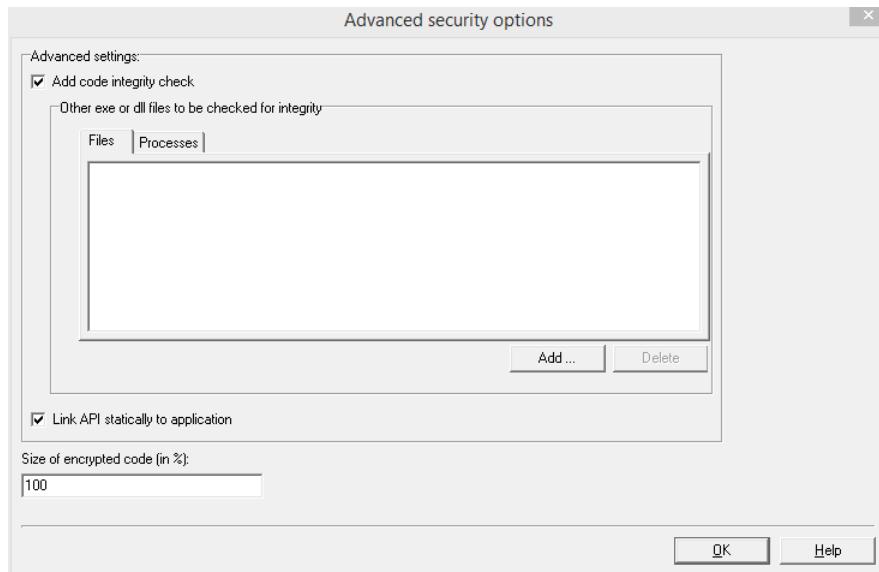 Advanced security options
Advanced settings:
Add code integrity check
Other exe or dll files to be checked for integrity
Files Processes
Add ... Delete
Link API statically to application
Size of encrypted code (in %):
100
OK Help